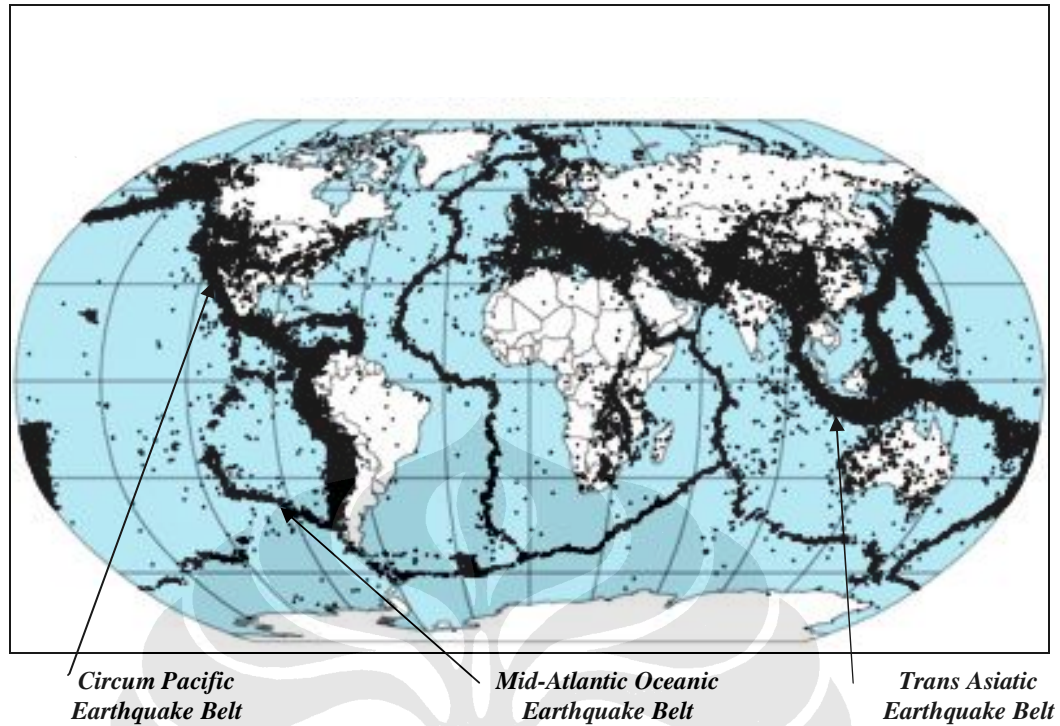 Circum Pacific
Earthquake Belt
Mid-Atlantic Oceanic
Earthquake Belt
Trans Asiatic
Earthquake Belt